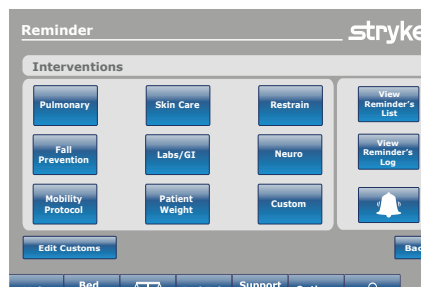 Reminder
stryke
Interventions
Pulmonary
Skin Care
Restrain
View
Reminder's
List
Fall
Prevention
Labs/GI
Neuro
View
Reminder's
Log
Mobility
Protocol
Patient
Weight
Custom
Edit Customs
Bac
Bed
Support